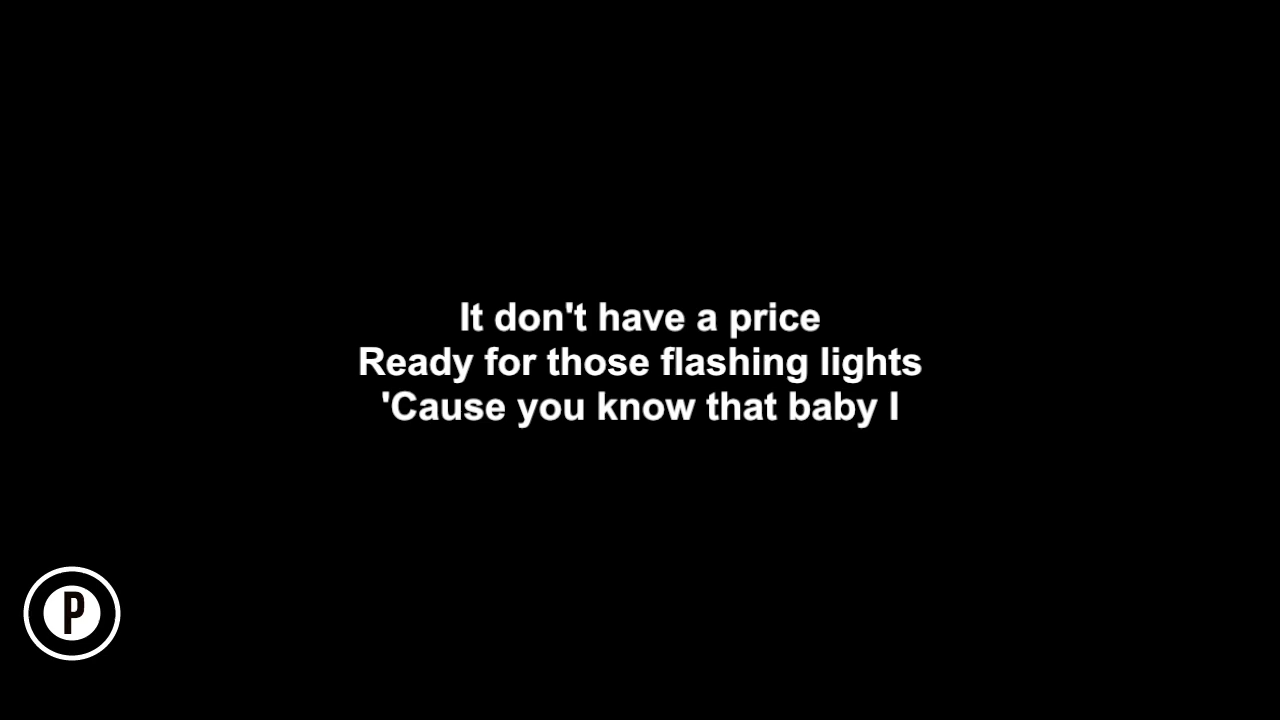 It don't have a price
Ready for those flashing lights
'Cause you know that baby I
P